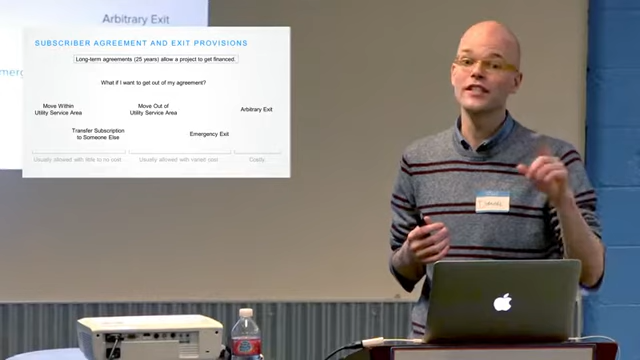 Arbitrary Exit
SUBSCRIBER AGREEMENT AND EXIT PROVISIONS
Long-term agreements (25 years) allow a project to get financed.
What if I want to get out of my agreement?
Move Within
Utility Service Area
Move Out of
Utility Service Area
Arbitrary Exit
Transfer Subscription
to Someone Else
Emergency Exit
Usually allowed with little to no cost
Usually allowed with varied cost
Costly